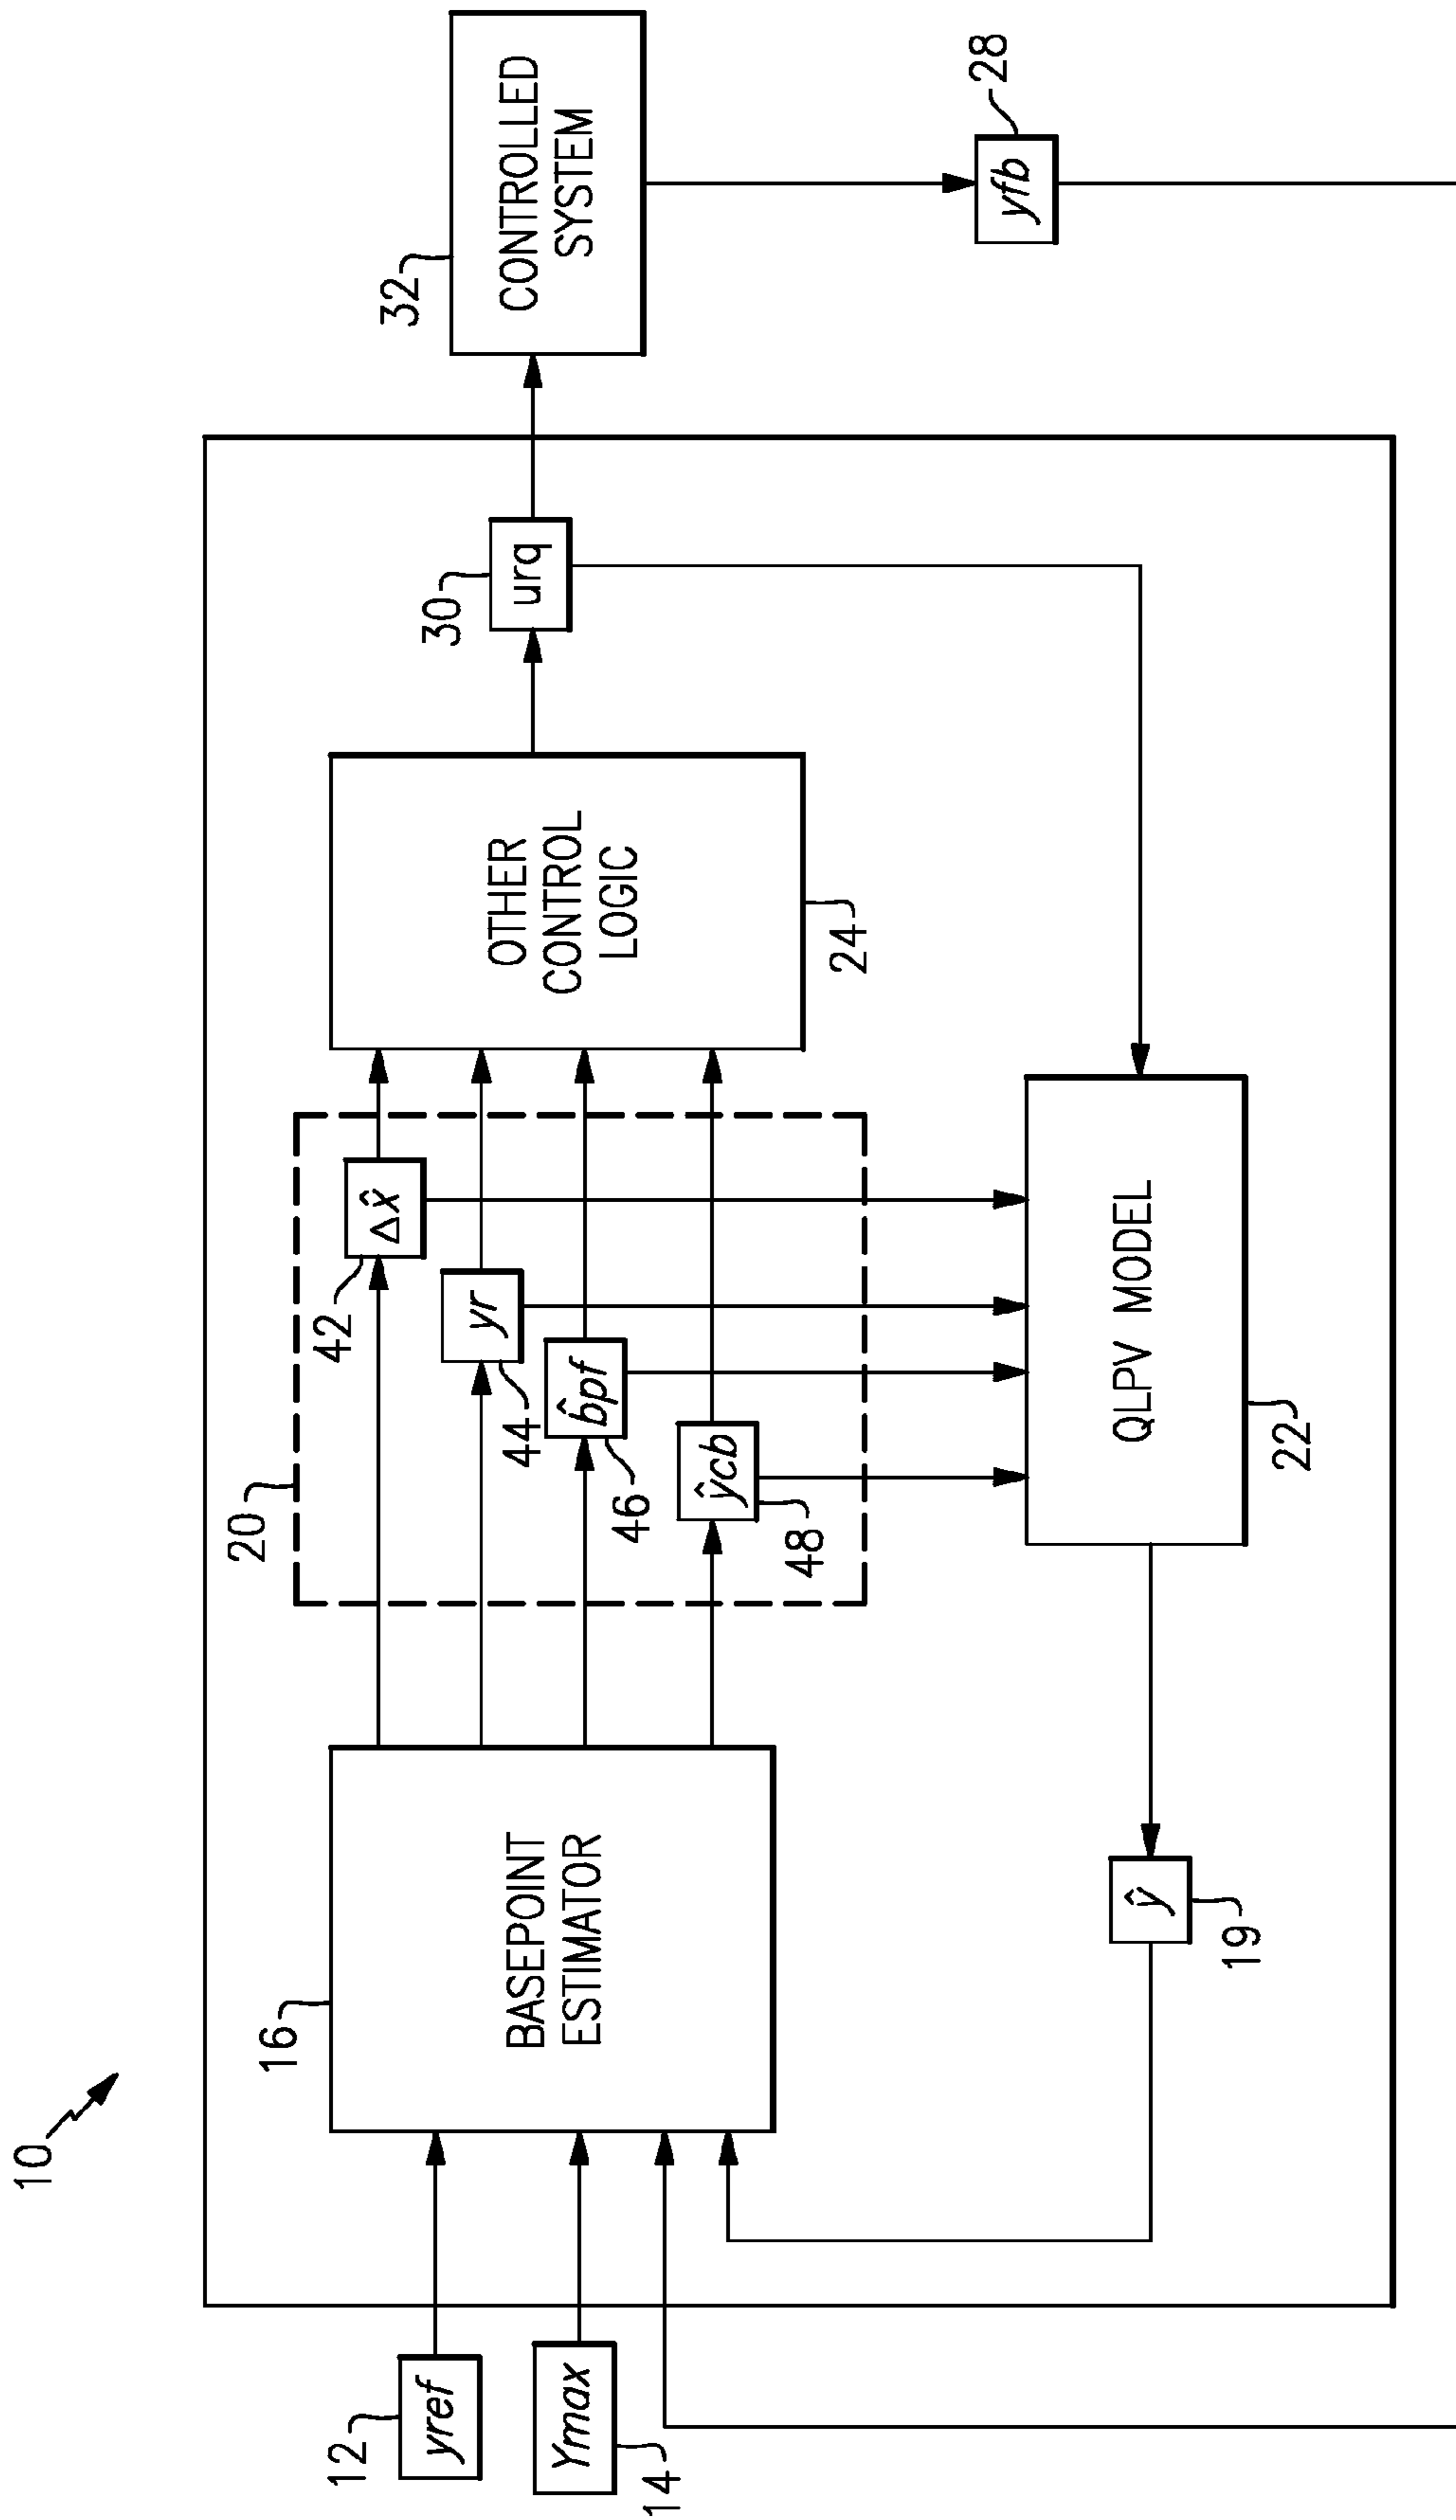 10
12
yref
Ymax
14
16
BASEPOINT
ESTIMATOR
20
42
Δx̂
44
yr
46
b̂pt
48
ŷcb
OTHER
CONTROL
LOGIC
24
30
urq
32
CONTROLLED
SYSTEM
yfb
28
QLPV MODEL
22
ŷ
19